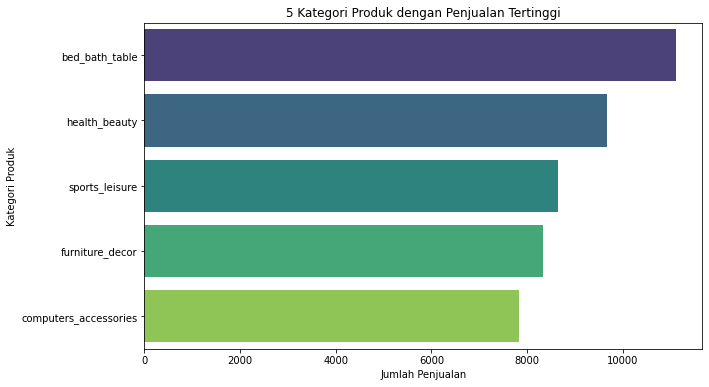 5 Kategori Produk dengan Penjualan Tertinggi
Kategori Produk
bed_bath_table
health_beauty
sports_leisure
furniture_decor
computers_accessories
0 2000 4000 6000 8000 10000
Jumlah Penjualan